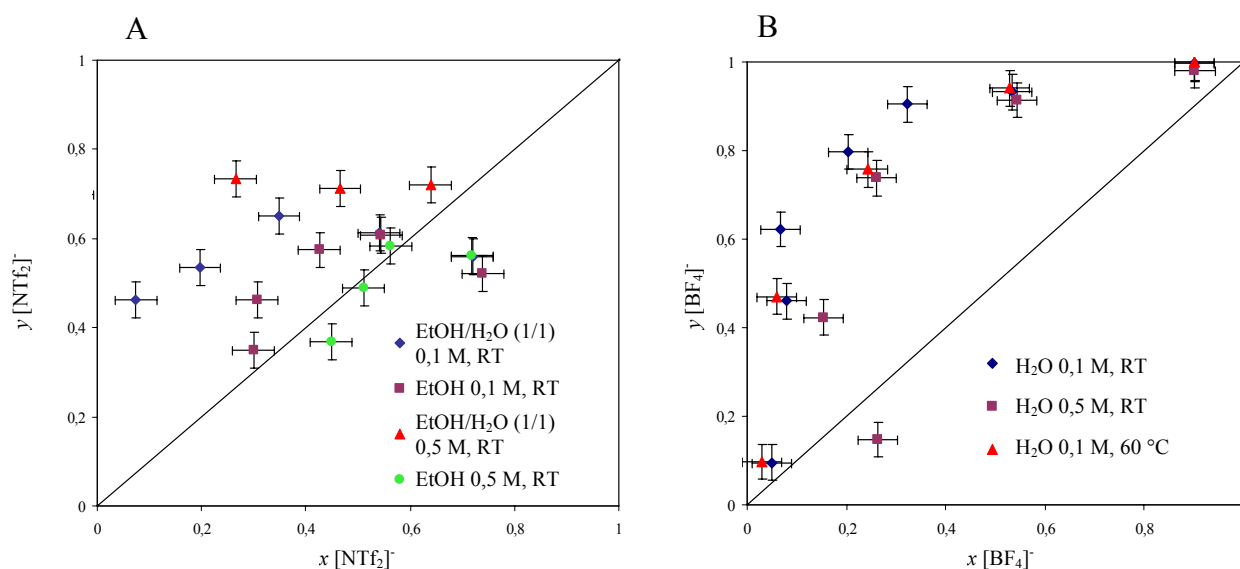 A
1
0,8
0,6
0,4
0,2
0
0
0,2
0,4
0,6
0,8
1
y [NTf₂]⁻
x [NTf₂]⁻
EtOH/H₂O (1/1)
0,1 M, RT
EtOH 0,1 M, RT
EtOH/H₂O (1/1)
0,5 M, RT
EtOH 0,5 M, RT
B
1
0,8
0,6
0,4
0,2
0
0
0,2
0,4
0,6
0,8
1
y [BF₄]⁻
x [BF₄]⁻
H₂O 0,1 M, RT
H₂O 0,5 M, RT
H₂O 0,1 M, 60 °C